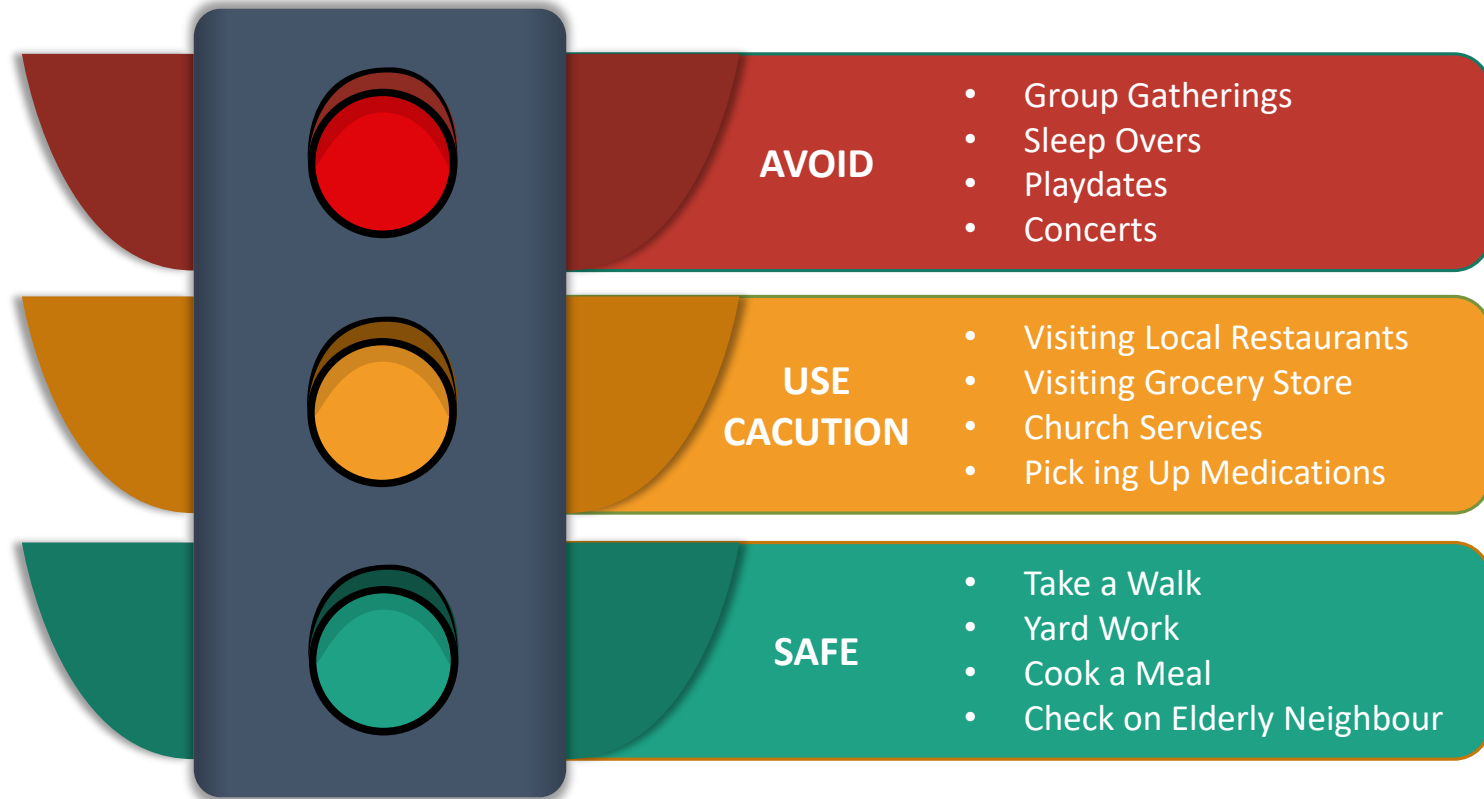 AVOID
• Group Gatherings
• Sleep Overs
• Playdates
• Concerts
USE
CACUTION
• Visiting Local Restaurants
• Visiting Grocery Store
• Church Services
• Pick ing Up Medications
SAFE
• Take a Walk
• Yard Work
• Cook a Meal
• Check on Elderly Neighbour